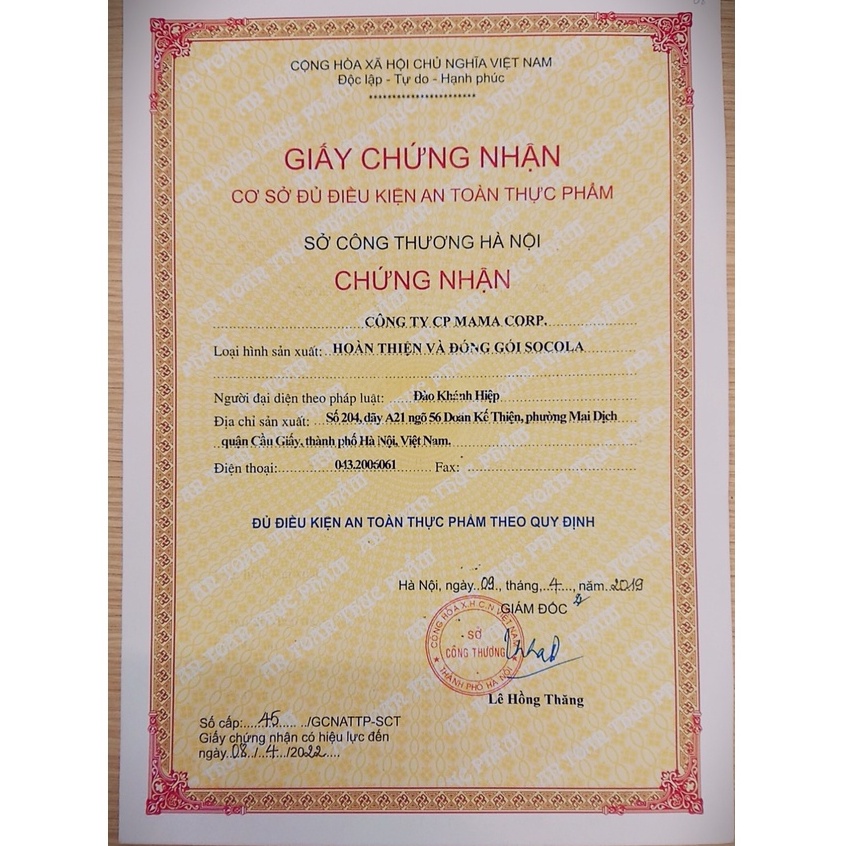 CỌNG HÒA XÃ HỘI CHỦ NGHĨA VIỆT NAM
Độc lập - Tự do - Hạnh phúc
GIẤY CHỨNG NHẬN
CƠ SỞ ĐỦ ĐIỀU KIỆN AN TOÀN THỰC PHẨM
SỞ CÔNG THƯƠNG HÀ NỘI
CHỨNG NHẬN
CÔNG TY CP MAMA CORP.
Loại hình sản xuất: HOÀN THIỆN VÀ ĐÓNG GÓI SOCOLA
Người đại diện theo pháp luật: Đào Khánh Hiệp
Địa chỉ sản xuất: Số 204, dãy A21 ngõ 56 Doãn Kế Thiện, phường Mai Dịch
quận Cầu Giấy, thành phố Hà Nội, Việt Nam.
Điện thoại: 043.2006061 Fax:
ĐỦ ĐIỀU KIỆN AN TOÀN THỰC PHẨM THEO QUY ĐỊNH
Hà Nội, ngày 09, tháng 4, năm 2019
GIÁM ĐỐC
CỘNG HÒA X.H.C.N VIỆT NAM
SỞ
CÔNG THƯƠNG
THÀNH PHỐ HÀ NỘI
Lê Hồng Thăng
Số cấp: 45 /GCNATTP-SCT
Giấy chứng nhận có hiệu lực đến
ngày 08/4/2022